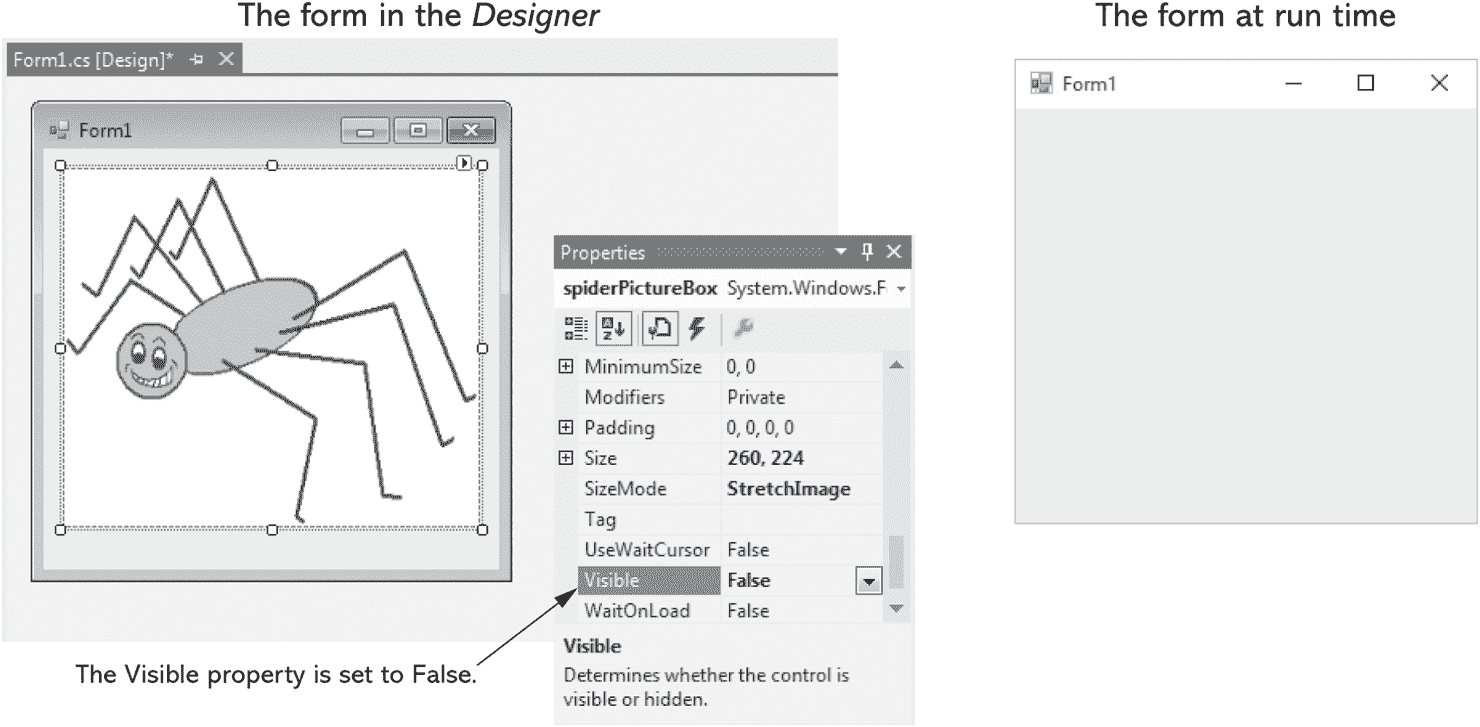 The form in the Designer
The form at run time
Form1.cs [Design]*
Form1
Form1
Properties
spiderPictureBox System.Windows.F
MinimumSize 0, 0
Modifiers Private
Padding 0, 0, 0, 0
Size 260, 224
SizeMode StretchImage
Tag
UseWaitCursor False
Visible False
WaitOnLoad False
Visible
Determines whether the control is
visible or hidden.
The Visible property is set to False.